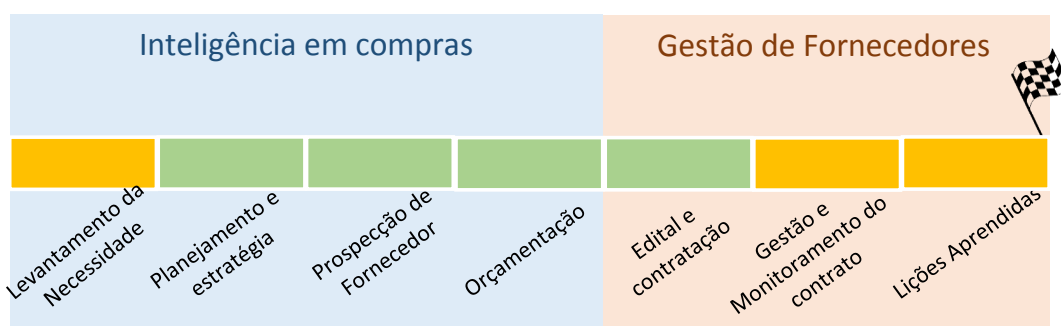 Inteligência em compras
Gestão de Fornecedores
Levantamento da
Necessidade
Planejamento e
estratégia
Prospecção de
Fornecedor
Orçamentação
Edital e
contratação
Gestão e
Monitoramento do
contrato
Lições Aprendidas